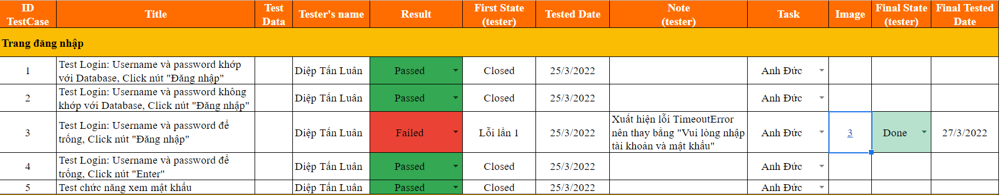 ID TestCase Title Test Data Tester's name Result First State (tester) Tested Date Note (tester) Task Image Final State (tester) Final Tested Date
Trang đăng nhập
1 Test Login: Username và password khớp với Database, Click nút "Đăng nhập" Diệp Tấn Luân Passed Closed 25/3/2022 Anh Đức
2 Test Login: Username và password không khớp với Database, Click nút "Đăng nhập" Diệp Tấn Luân Passed Closed 25/3/2022 Anh Đức
3 Test Login: Username và password để trống, Click nút "Đăng nhập" Diệp Tấn Luân Failed Lỗi lần 1 25/3/2022 Xuất hiện lỗi TimeoutError nên thay bằng "Vui lòng nhập tài khoản và mật khẩu" Anh Đức 3 Done 27/3/2022
4 Test Login: Username và password để trống, Click nút "Enter" Diệp Tấn Luân Passed Closed 25/3/2022 Anh Đức
5 Test chức năng xem mật khẩu Diệp Tấn Luân Passed Closed 25/3/2022 Anh Đức